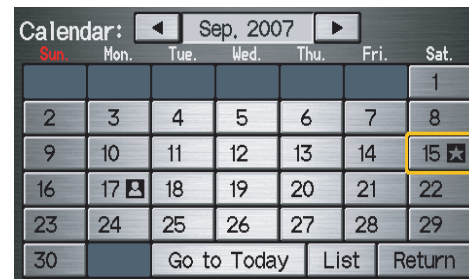 Calendar: Sep, 2007
Sun. Mon. Tue. Wed. Thu. Fri. Sat.
1
2 3 4 5 6 7 8
9 10 11 12 13 14 15
16 17 18 19 20 21 22
23 24 25 26 27 28 29
30 Go to Today List Return